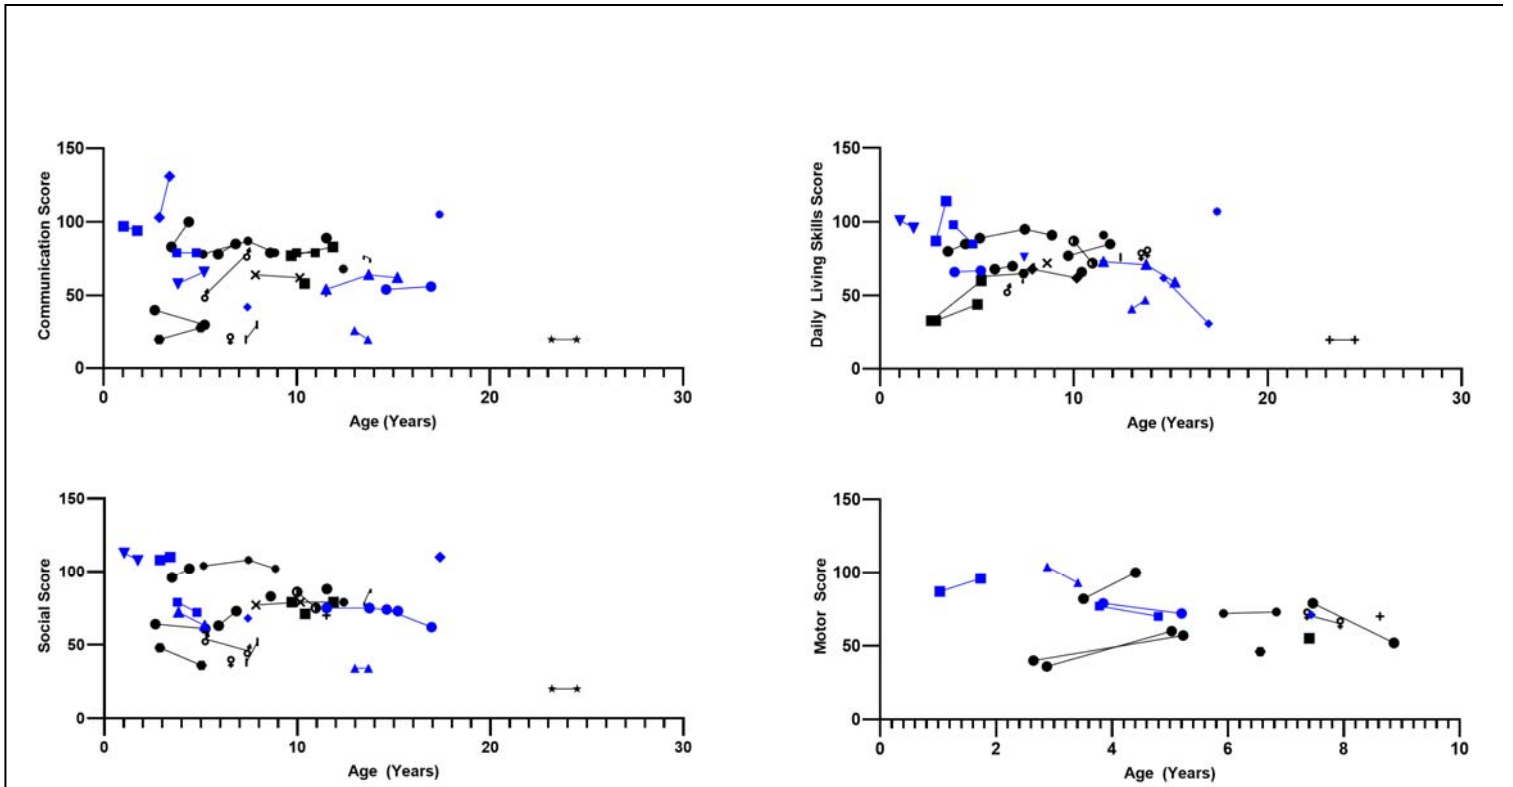 Communication Score
150
100
50
0
0 10 20 30
Age (Years)
Daily Living Skills Score
150
100
50
0
0 10 20 30
Age (Years)
Social Score
150
100
50
0
0 10 20 30
Age (Years)
Motor Score
150
100
50
0
0 2 4 6 8 10
Age (Years)